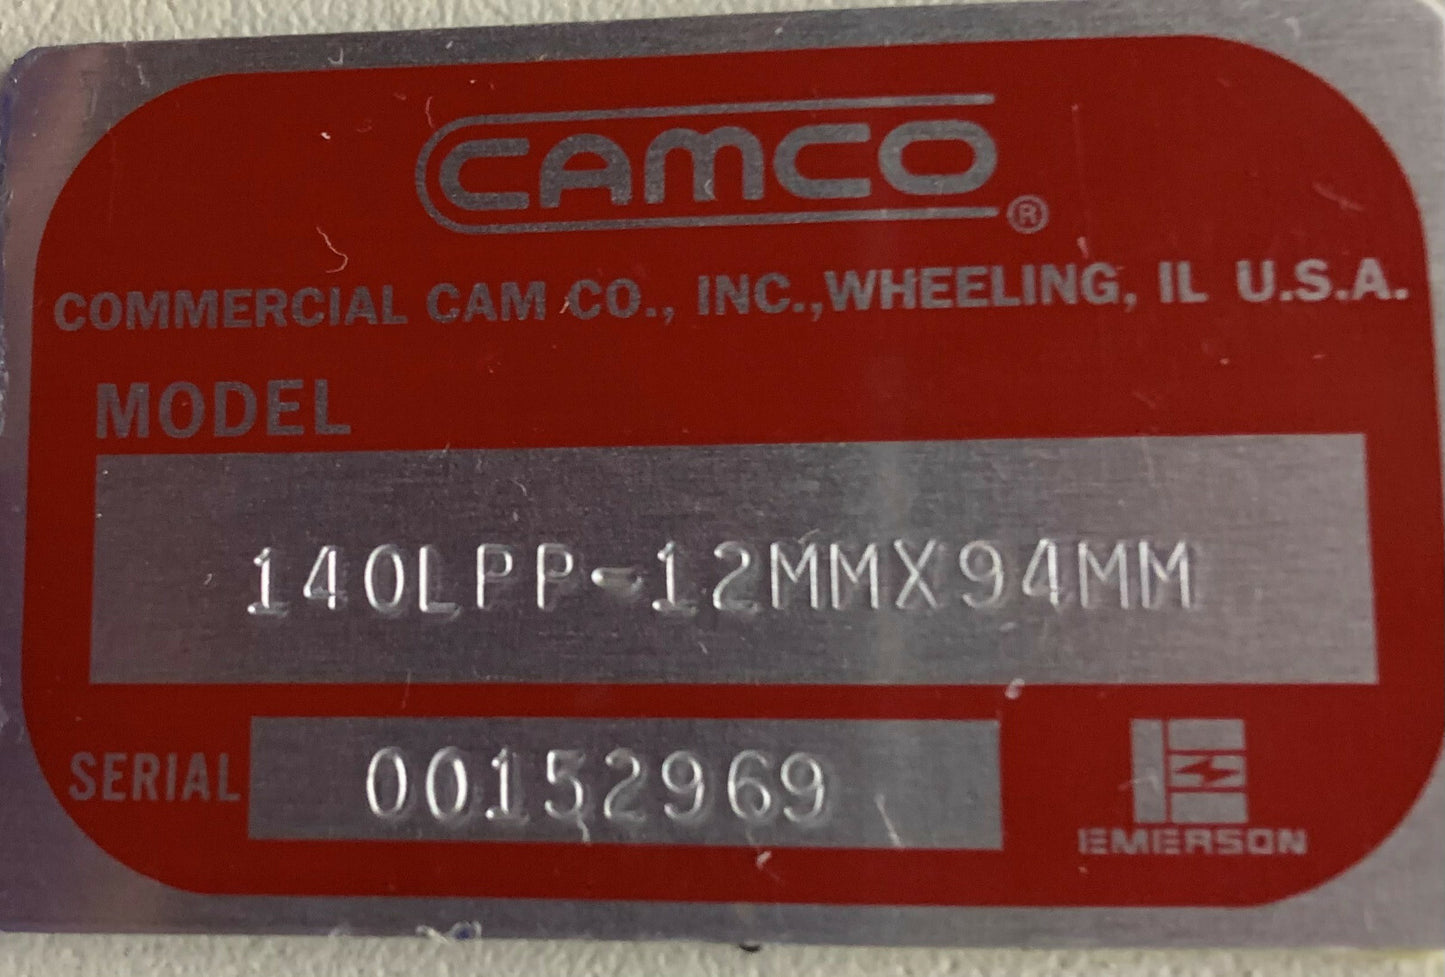 CAMCO®
COMMERCIAL CAM CO., INC., WHEELING, IL U.S.A.
MODEL
140LPP-12MMX94MM
SERIAL 00152969
EMERSON